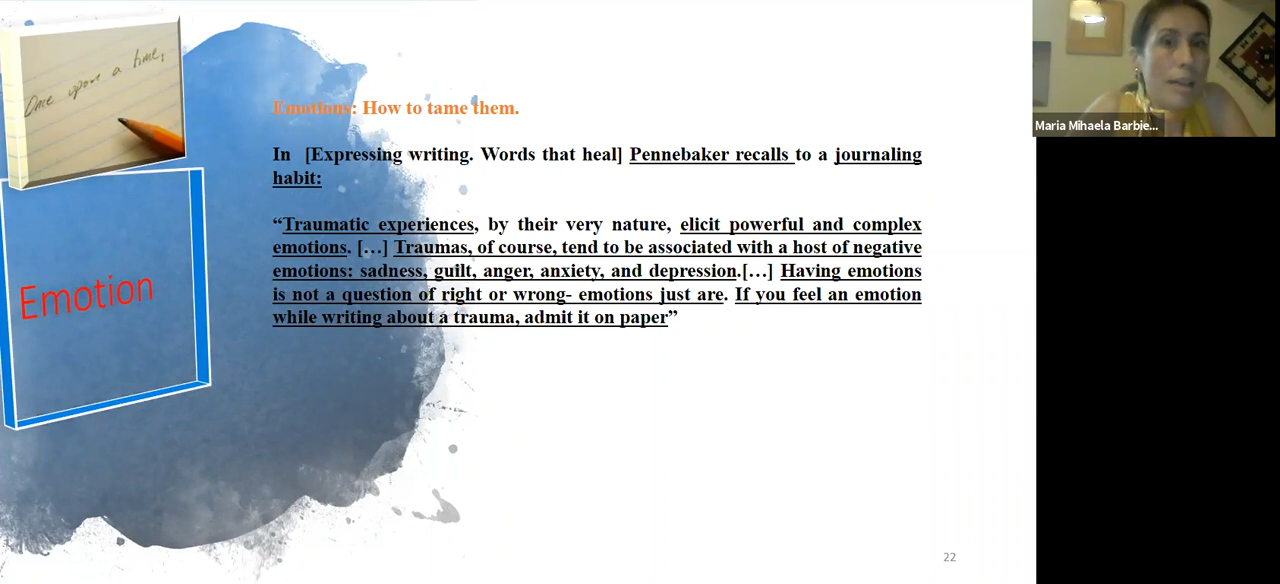 Once upon a time,
Emotion
Emotions: How to tame them.
In [Expressing writing. Words that heal] Pennebaker recalls to a journaling
habit:
“Traumatic experiences, by their very nature, elicit powerful and complex
emotions. […] Traumas, of course, tend to be associated with a host of negative
emotions: sadness, guilt, anger, anxiety, and depression.[…] Having emotions
is not a question of right or wrong- emotions just are. If you feel an emotion
while writing about a trauma, admit it on paper”
22
Maria Mihaela Barbie...